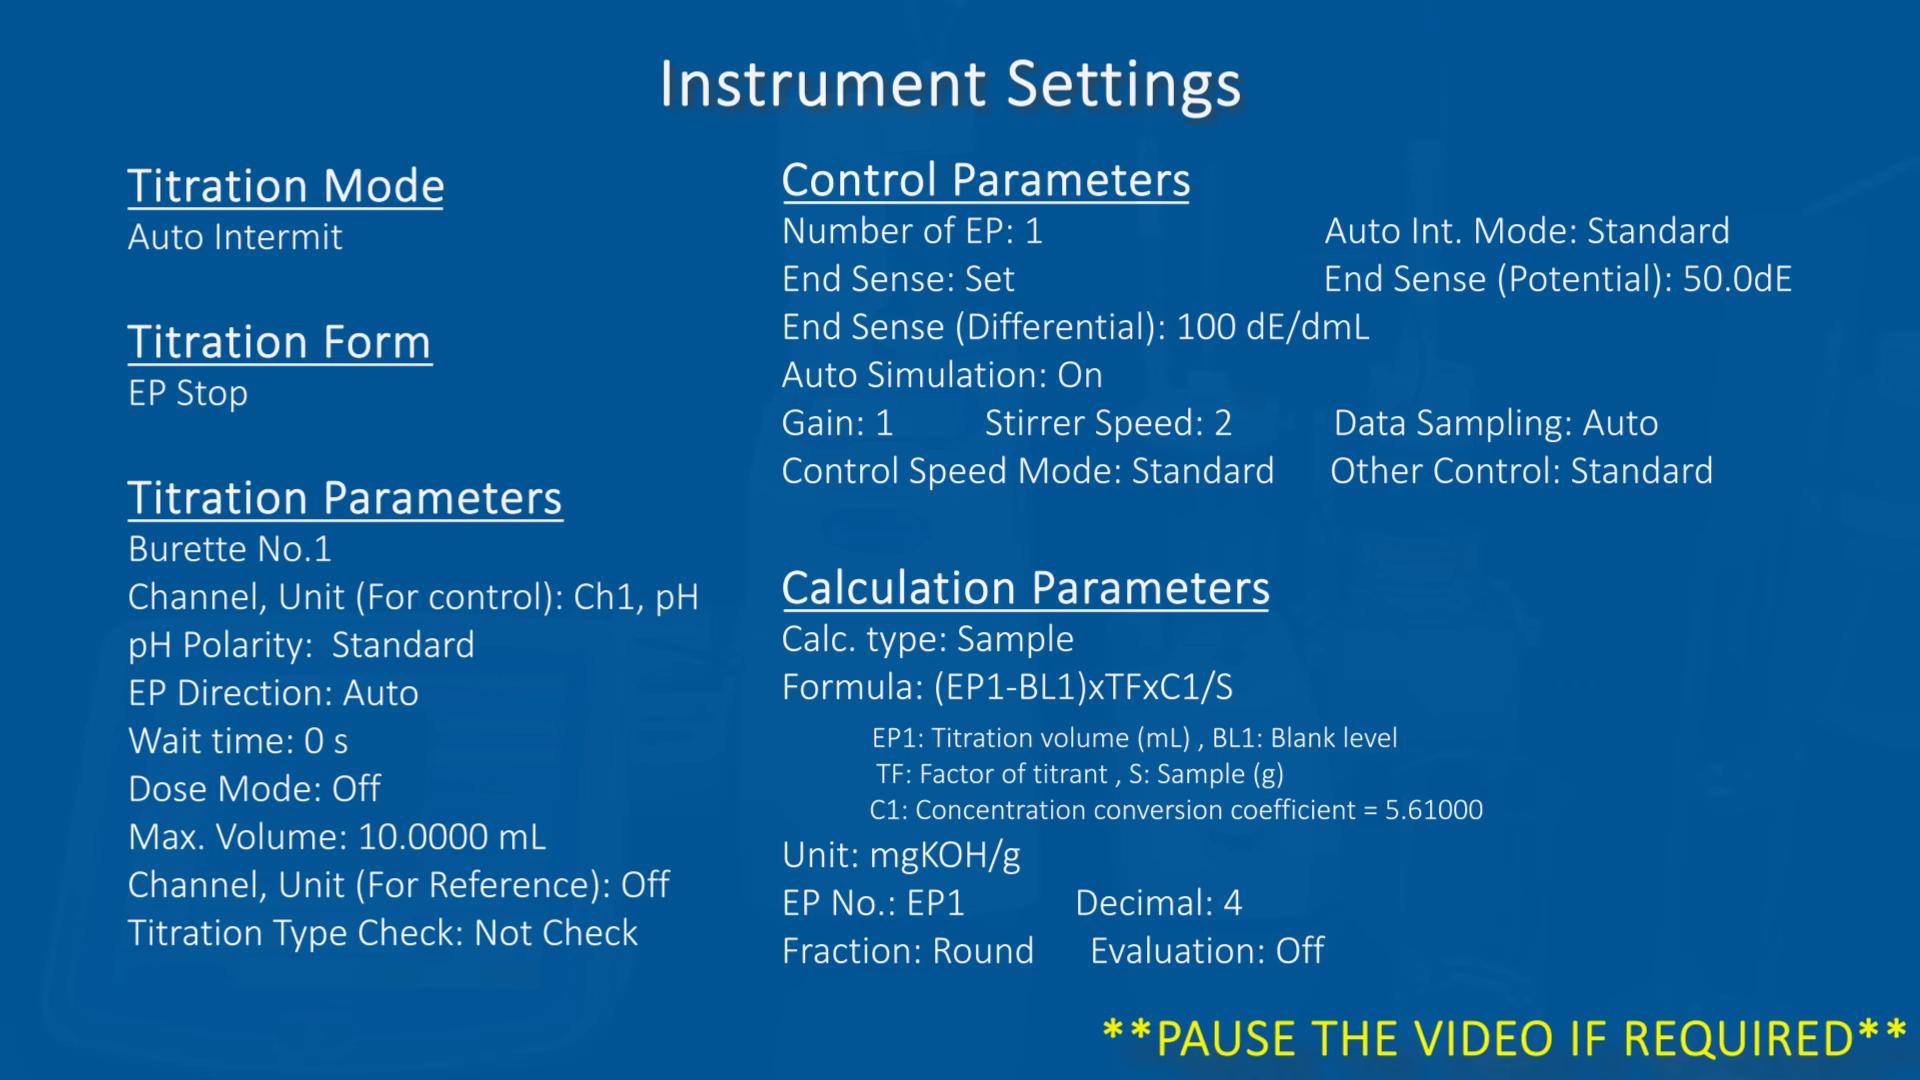 Instrument Settings
Titration Mode
Auto Intermit
Titration Form
EP Stop
Titration Parameters
Burette No.1
Channel, Unit (For control): Ch1, pH
pH Polarity: Standard
EP Direction: Auto
Wait time: 0 s
Dose Mode: Off
Max. Volume: 10.0000 mL
Channel, Unit (For Reference): Off
Titration Type Check: Not Check
Control Parameters
Number of EP: 1 Auto Int. Mode: Standard
End Sense: Set End Sense (Potential): 50.0dE
End Sense (Differential): 100 dE/dmL
Auto Simulation: On
Gain: 1 Stirrer Speed: 2 Data Sampling: Auto
Control Speed Mode: Standard Other Control: Standard
Calculation Parameters
Calc. type: Sample
Formula: (EP1-BL1)xTFxC1/S
EP1: Titration volume (mL) , BL1: Blank level
TF: Factor of titrant , S: Sample (g)
C1: Concentration conversion coefficient = 5.61000
Unit: mgKOH/g
EP No.: EP1 Decimal: 4
Fraction: Round Evaluation: Off
**PAUSE THE VIDEO IF REQUIRED**